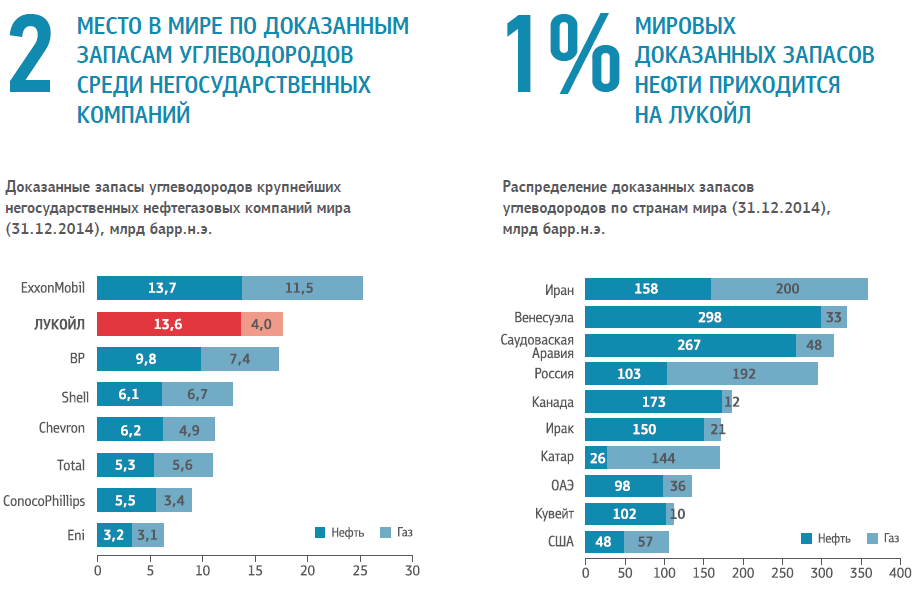 2
МЕСТО В МИРЕ ПО ДОКАЗАННЫМ
ЗАПАСАМ УГЛЕВОДОРОДОВ
СРЕДИ НЕГОСУДАРСТВЕННЫХ
КОМПАНИЙ
1%
МИРОВЫХ
ДОКАЗАННЫХ ЗАПАСОВ
НЕФТИ ПРИХОДИТСЯ
НА ЛУКОЙЛ
Доказанные запасы углеводородов крупнейших
негосударственных нефтегазовых компаний мира
(31.12.2014), млрд барр.н.э.
ExxonMobil 13,7 11,5
ЛУКОЙЛ 13,6 4,0
BP 9,8 7,4
Shell 6,1 6,7
Chevron 6,2 4,9
Total 5,3 5,6
ConocoPhillips 5,5 3,4
Eni 3,2 3,1
Нефть Газ
0 5 10 15 20 25 30
Распределение доказанных запасов
углеводородов по странам мира (31.12.2014),
млрд барр.н.э.
Иран 158 200
Венесуэла 298 33
Саудоваская
Аравия 267 48
Россия 103 192
Канада 173 12
Ирак 150 21
Катар 26 144
ОАЭ 98 36
Кувейт 102 10
США 48 57
Нефть Газ
0 50 100 150 200 250 300 350 400